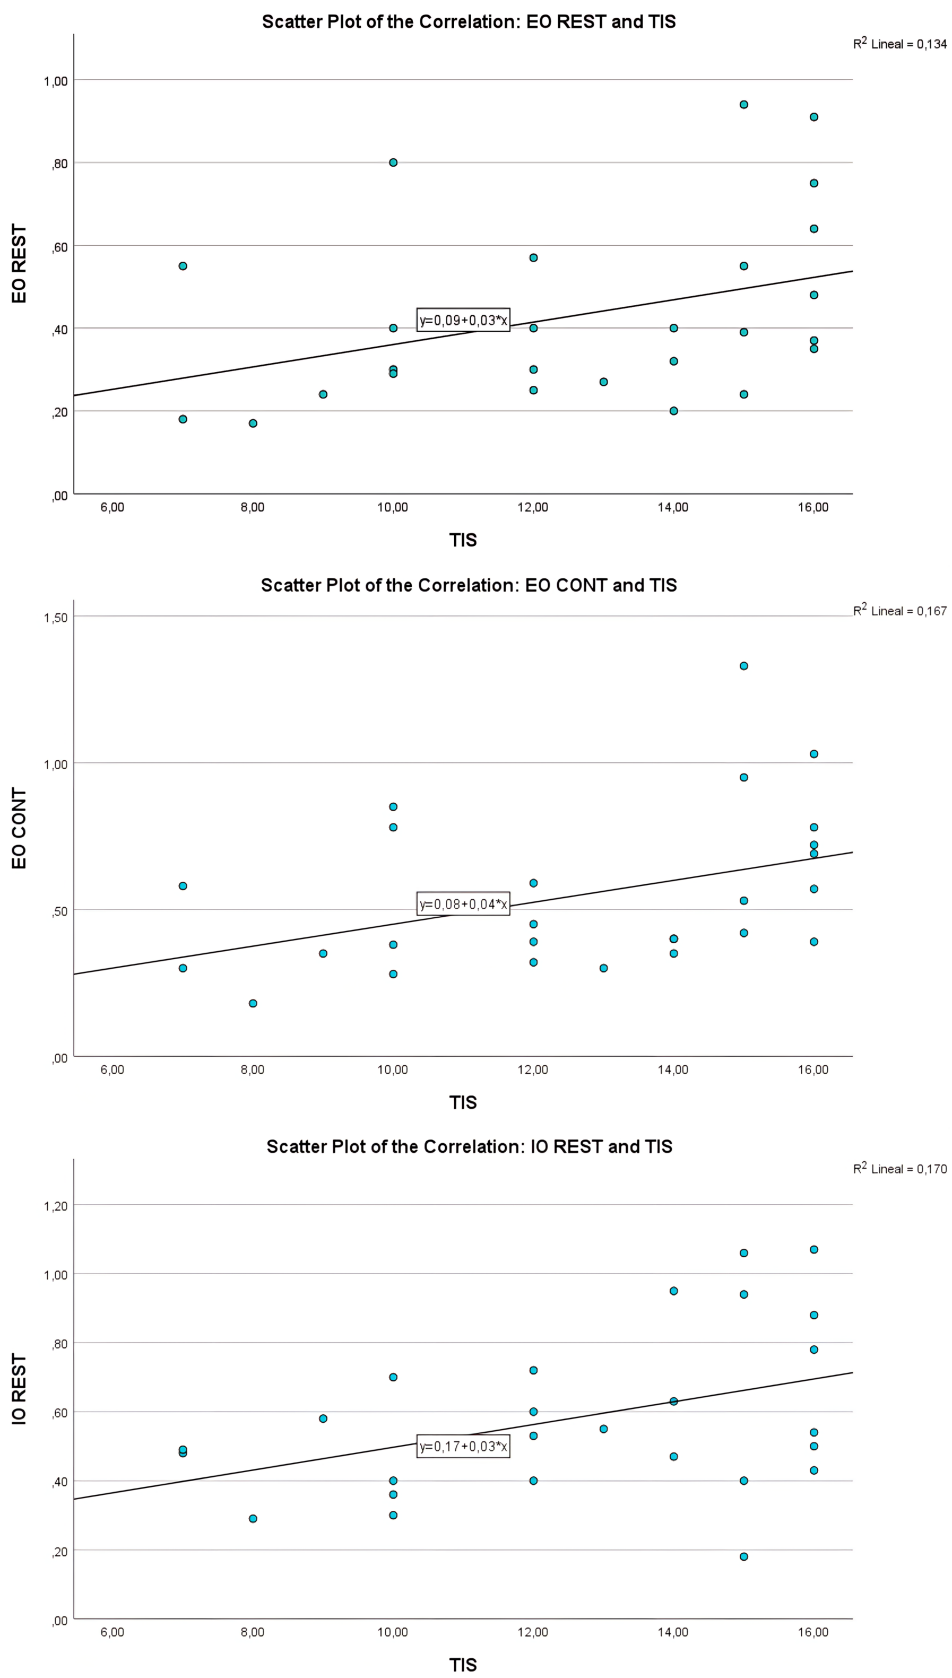 Scatter Plot of the Correlation: EO REST and TIS
R2 Lineal = 0,134
1,00
,80
,60
EO REST
y=0,09+0,03*x
,40
,20
,00
6,00 8,00 10,00 12,00 14,00 16,00
TIS
Scatter Plot of the Correlation: EO CONT and TIS
R2 Lineal = 0,167
1,50
1,00
EO CONT
y=0,08+0,04*x
,50
,00
6,00 8,00 10,00 12,00 14,00 16,00
TIS
Scatter Plot of the Correlation: IO REST and TIS
R2 Lineal = 0,170
1,20
1,00
,80
IO REST
,60
y=0,17+0,03*x
,40
,20
,00
6,00 8,00 10,00 12,00 14,00 16,00
TIS